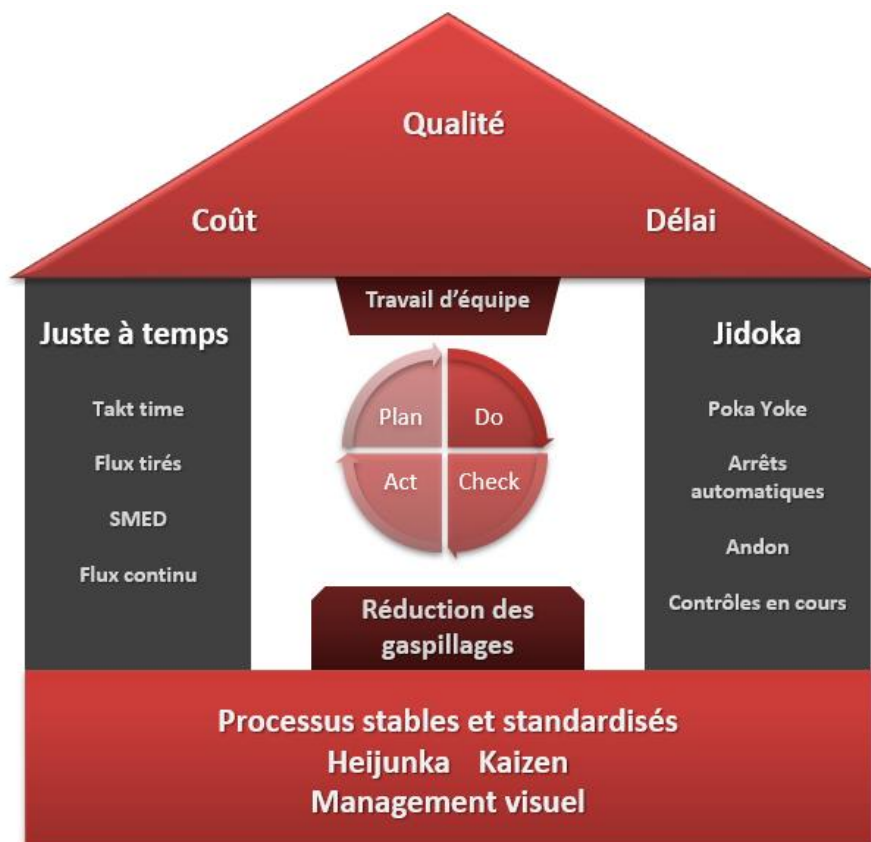 Qualité
Coût
Délai
Travail d'équipe
Juste à temps
Takt time
Flux tirés
SMED
Flux continu
Plan
Do
Act
Check
Jidoka
Poka Yoke
Arrêts
automatiques
Andon
Contrôles en cours
Réduction des
gaspillages
Processus stables et standardisés
Heijunka Kaizen
Management visuel